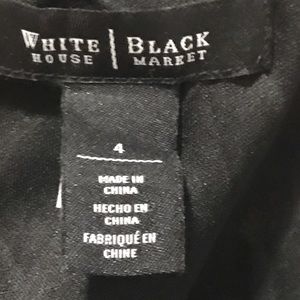 WHITE HOUSE | BLACK MARKET
4
MADE IN
CHINA
HECHO EN
CHINA
FABRIQUÉ EN
CHINE